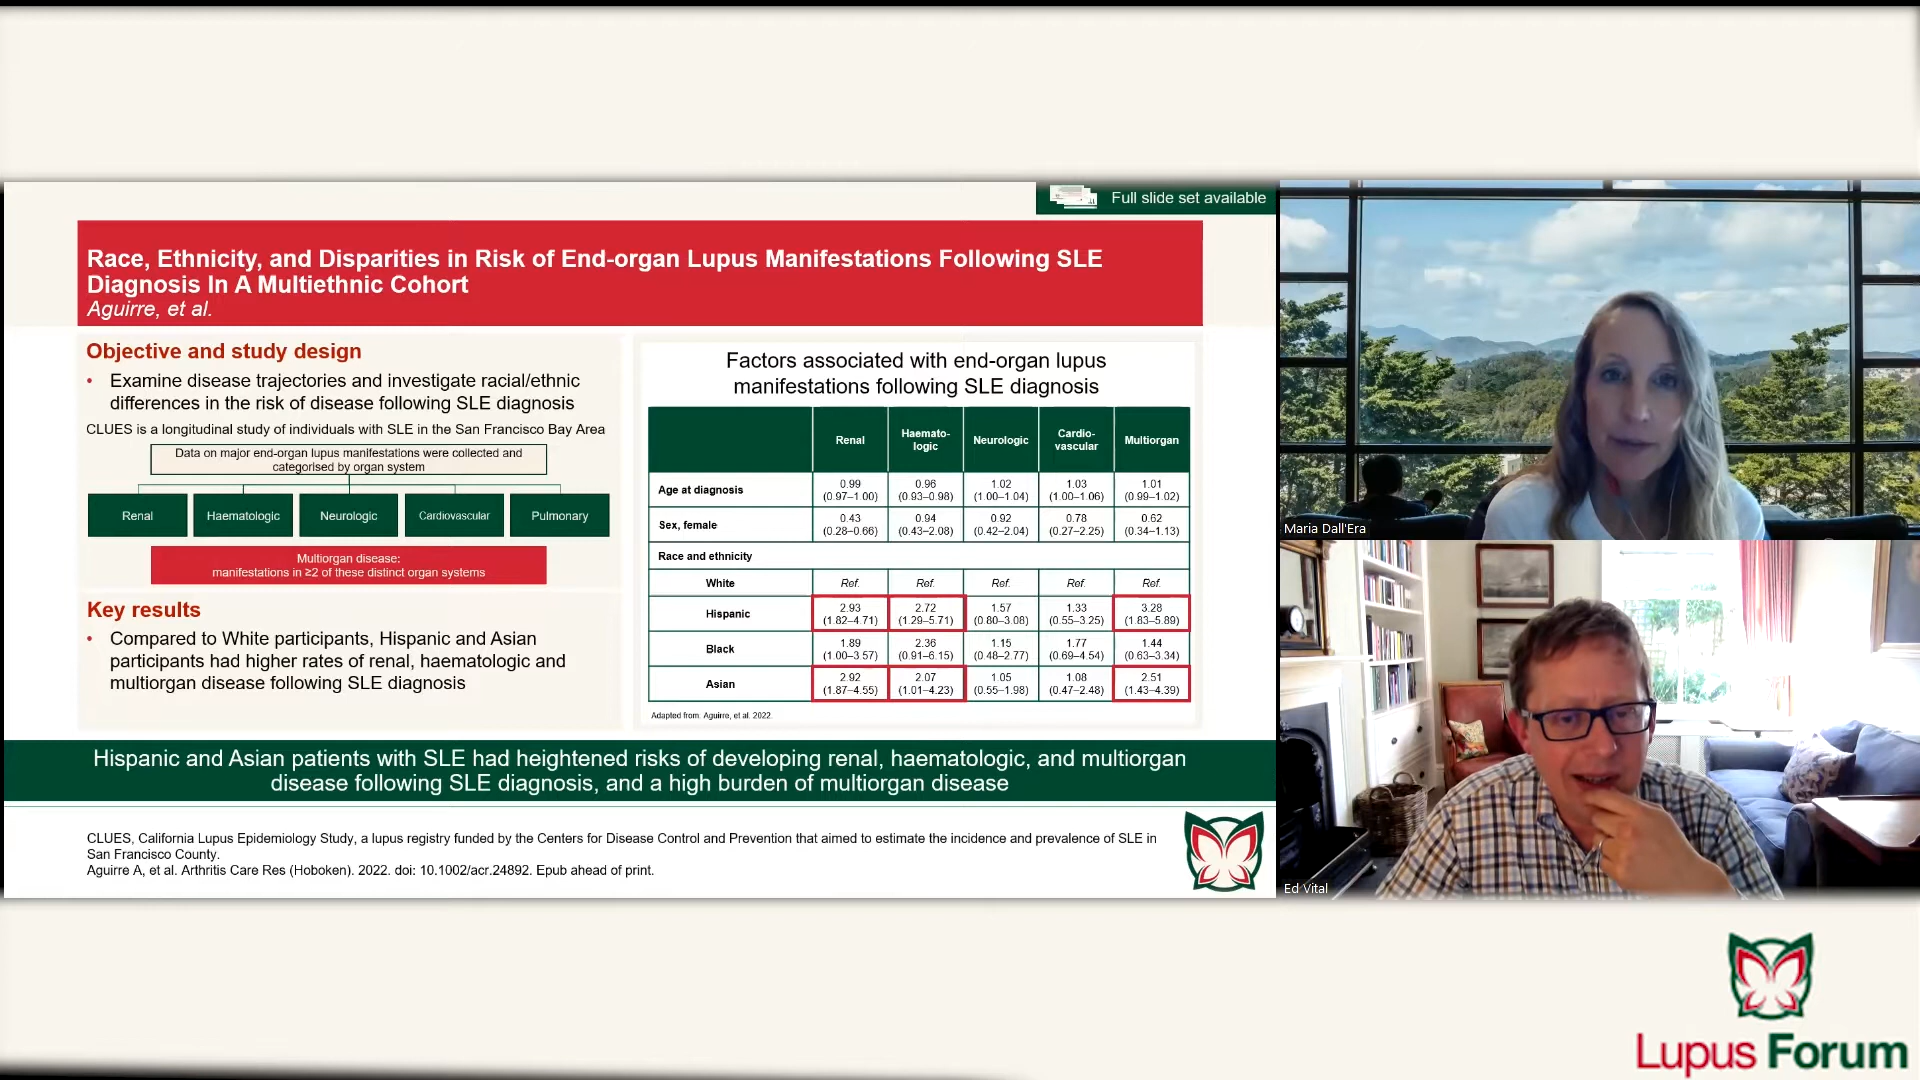 Full slide set available
Race, Ethnicity, and Disparities in Risk of End-organ Lupus Manifestations Following SLE
Diagnosis In A Multiethnic Cohort
Aguirre, et al.
Objective and study design
• Examine disease trajectories and investigate racial/ethnic
differences in the risk of disease following SLE diagnosis
CLUES is a longitudinal study of individuals with SLE in the San Francisco Bay Area
Data on major end-organ lupus manifestations were collected and
categorised by organ system
Renal Haematologic Neurologic Cardiovascular Pulmonary
Multiorgan disease:
manifestations in ≥2 of these distinct organ systems
Key results
• Compared to White participants, Hispanic and Asian
participants had higher rates of renal, haematologic and
multiorgan disease following SLE diagnosis
Factors associated with end-organ lupus
manifestations following SLE diagnosis
Renal Haemato- Neurologic Cardio- Multiorgan
logic vascular
Age at diagnosis 0.99 0.96 1.02 1.03 1.01
(0.97–1.00) (0.93–0.98) (1.00–1.04) (1.00–1.06) (0.99–1.02)
Sex, female 0.43 0.94 0.92 0.78 0.62
(0.28–0.66) (0.43–2.08) (0.42–2.04) (0.27–2.25) (0.34–1.13)
Race and ethnicity
White Ref. Ref. Ref. Ref. Ref.
Hispanic 2.93 2.72 1.57 1.33 3.28
(1.82–4.71) (1.29–5.71) (0.80–3.08) (0.55–3.25) (1.83–5.89)
Black 1.89 2.36 1.15 1.77 1.44
(1.00–3.57) (0.91–6.15) (0.48–2.77) (0.69–4.54) (0.63–3.34)
Asian 2.92 2.07 1.05 1.08 2.51
(1.87–4.55) (1.01–4.23) (0.55–1.98) (0.47–2.48) (1.43–4.39)
Adapted from: Aguirre, et al. 2022.
Hispanic and Asian patients with SLE had heightened risks of developing renal, haematologic, and multiorgan
disease following SLE diagnosis, and a high burden of multiorgan disease
CLUES, California Lupus Epidemiology Study, a lupus registry funded by the Centers for Disease Control and Prevention that aimed to estimate the incidence and prevalence of SLE in
San Francisco County.
Aguirre A, et al. Arthritis Care Res (Hoboken). 2022. doi: 10.1002/acr.24892. Epub ahead of print.
Maria Dall'Era
Ed Vital
Lupus Forum